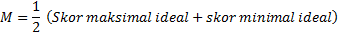 M = 1/2 (Skor maksimal ideal + skor minimal ideal)